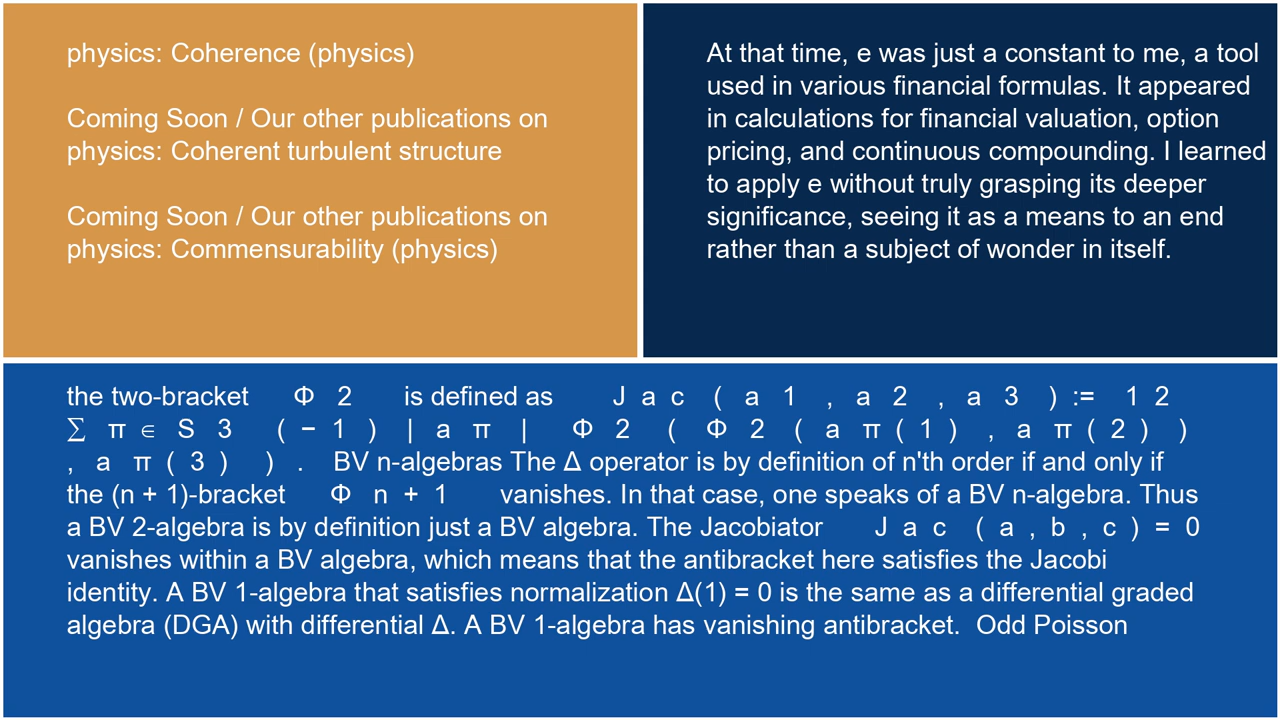 physics: Coherence (physics)
Coming Soon / Our other publications on
physics: Coherent turbulent structure
Coming Soon / Our other publications on
physics: Commensurability (physics)
At that time, e was just a constant to me, a tool
used in various financial formulas. It appeared
in calculations for financial valuation, option
pricing, and continuous compounding. I learned
to apply e without truly grasping its deeper
significance, seeing it as a means to an end
rather than a subject of wonder in itself.
the two-bracket Φ 2 is defined as J a c ( a 1 , a 2 , a 3 ) := 1 2
∑ π ∈ S 3 ( − 1 ) | a π | Φ 2 ( Φ 2 ( a π ( 1 ) , a π ( 2 ) )
, a π ( 3 ) ) . BV n-algebras The Δ operator is by definition of n'th order if and only if
the (n + 1)-bracket Φ n + 1 vanishes. In that case, one speaks of a BV n-algebra. Thus
a BV 2-algebra is by definition just a BV algebra. The Jacobiator J a c ( a , b , c ) = 0
vanishes within a BV algebra, which means that the antibracket here satisfies the Jacobi
identity. A BV 1-algebra that satisfies normalization Δ(1) = 0 is the same as a differential graded
algebra (DGA) with differential Δ. A BV 1-algebra has vanishing antibracket. Odd Poisson